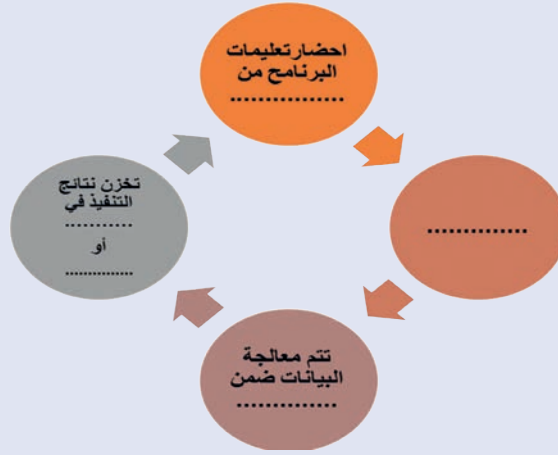 احضار تعليمات
البرنامج من
................
..............
تتم معالجة
البيانات ضمن
..............
تخزن نتائج
التنفيذ في
...........
أو
...............